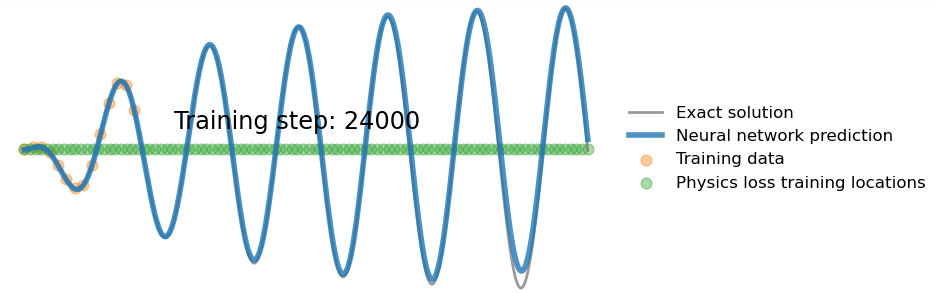 Training step: 24000
Exact solution
Neural network prediction
Training data
Physics loss training locations